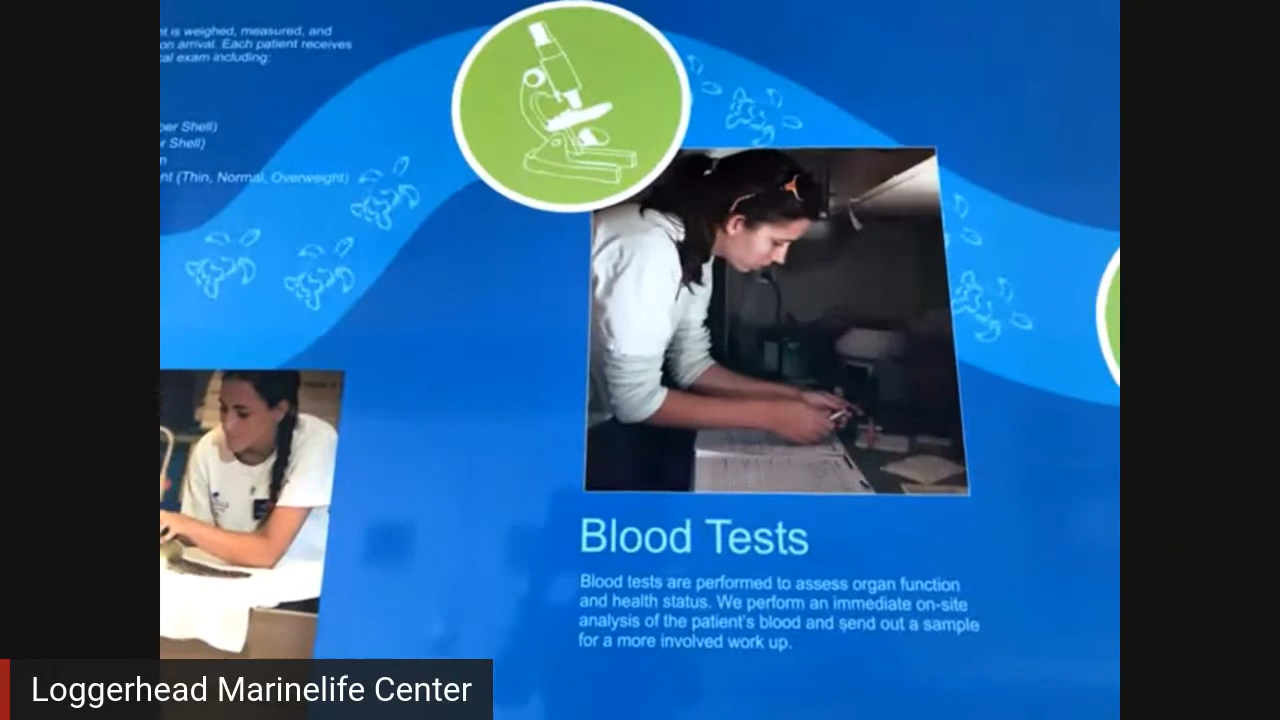 t is weighed, measured, and
on arrival. Each patient receives
cal exam including:
per Shell)
r Shell)
n
nt (Thin, Normal, Overweight)
Blood Tests
Blood tests are performed to assess organ function
and health status. We perform an immediate on-site
analysis of the patient's blood and send out a sample
for a more involved work up.
Loggerhead Marinelife Center